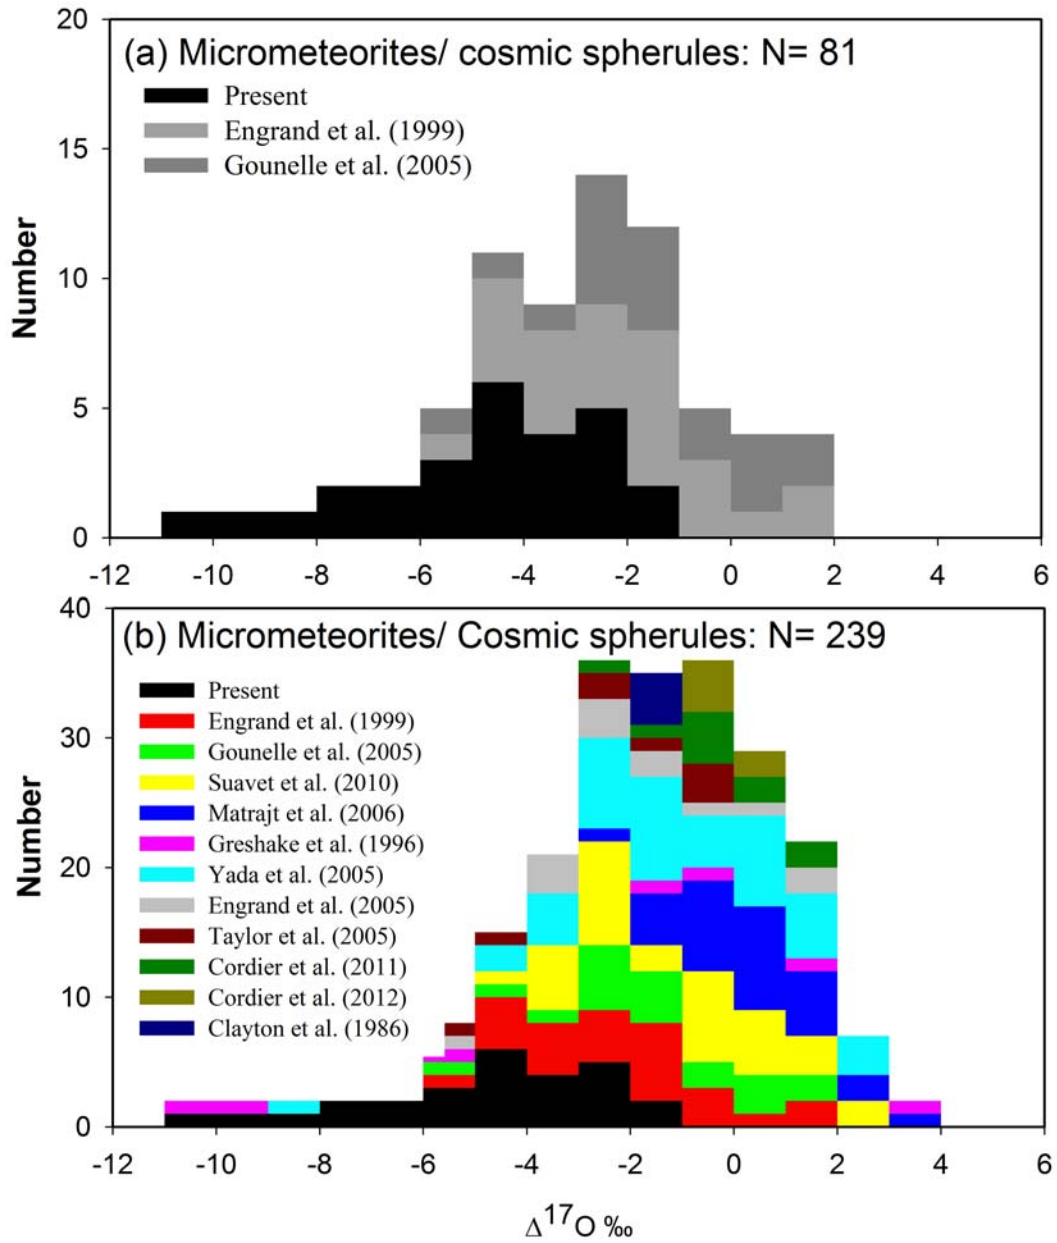 20
(a) Micrometeorites/ cosmic spherules: N= 81
Present
Engrand et al. (1999)
15
Gounelle et al. (2005)
Number
10
5
0
-12 -10 -8 -6 -4 -2 0 2 4 6
40
(b) Micrometeorites/ Cosmic spherules: N= 239
Present
Engrand et al. (1999)
30
Gounelle et al. (2005)
Suavet et al. (2010)
Matrajt et al. (2006)
Greshake et al. (1996)
Number
20
Yada et al. (2005)
Engrand et al. (2005)
Taylor et al. (2005)
Cordier et al. (2011)
10
Cordier et al. (2012)
Clayton et al. (1986)
0
-12 -10 -8 -6 -4 -2 0 2 4 6
Δ¹⁷O ‰